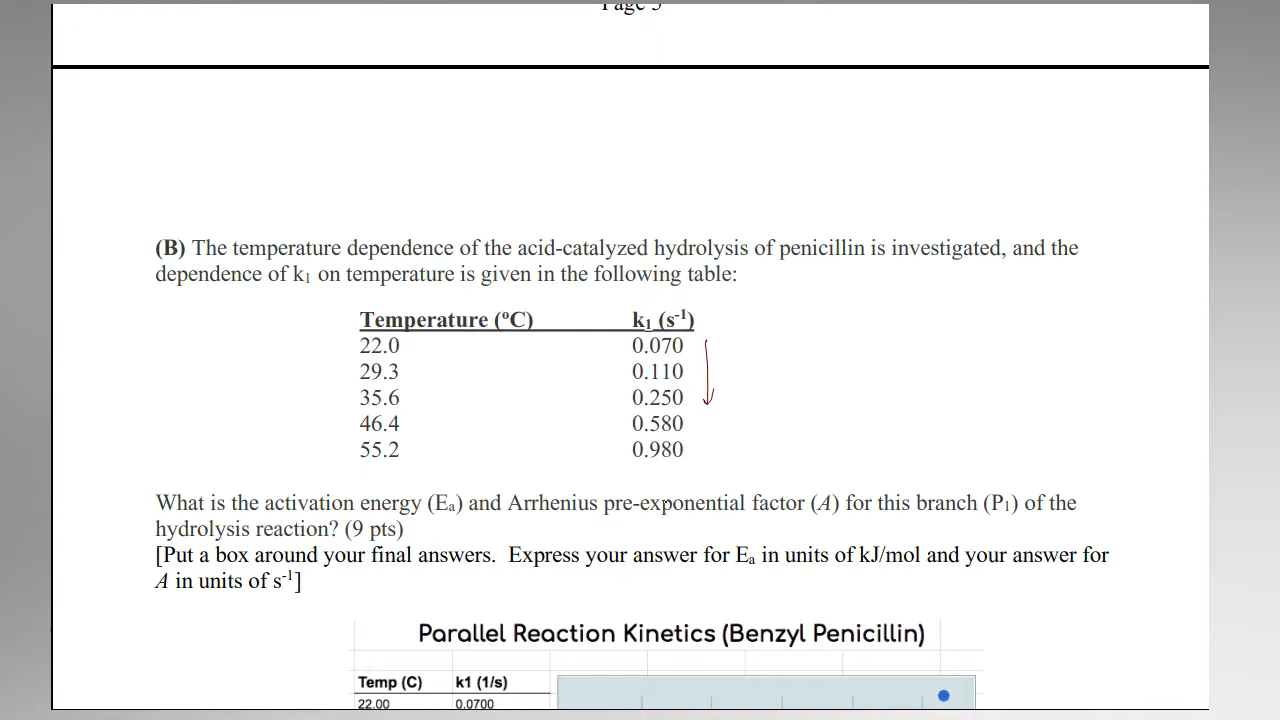 (B) The temperature dependence of the acid-catalyzed hydrolysis of penicillin is investigated, and the
dependence of k₁ on temperature is given in the following table:
Temperature (ºC) k₁ (s⁻¹)
22.0 0.070
29.3 0.110
35.6 0.250
46.4 0.580
55.2 0.980
What is the activation energy (Eₐ) and Arrhenius pre-exponential factor (A) for this branch (P₁) of the
hydrolysis reaction? (9 pts)
[Put a box around your final answers. Express your answer for Eₐ in units of kJ/mol and your answer for
A in units of s⁻¹]
Parallel Reaction Kinetics (Benzyl Penicillin)
Temp (C) k1 (1/s)
22.00 0.0700